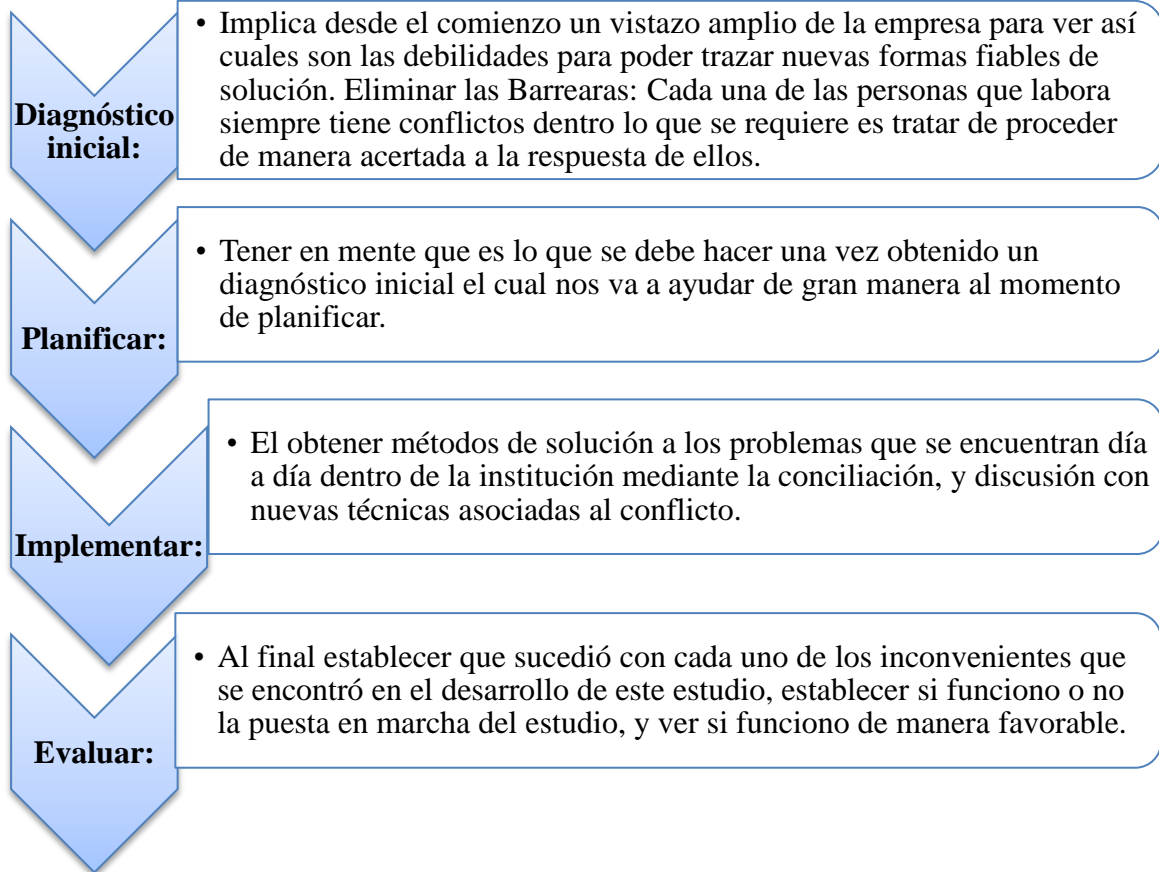 Diagnóstico
inicial:
• Implica desde el comienzo un vistazo amplio de la empresa para ver así
cuales son las debilidades para poder trazar nuevas formas fiables de
solución. Eliminar las Barrearas: Cada una de las personas que labora
siempre tiene conflictos dentro lo que se requiere es tratar de proceder
de manera acertada a la respuesta de ellos.
Planificar:
• Tener en mente que es lo que se debe hacer una vez obtenido un
diagnóstico inicial el cual nos va a ayudar de gran manera al momento
de planificar.
Implementar:
• El obtener métodos de solución a los problemas que se encuentran día
a día dentro de la institución mediante la conciliación, y discusión con
nuevas técnicas asociadas al conflicto.
Evaluar:
• Al final establecer que sucedió con cada uno de los inconvenientes que
se encontró en el desarrollo de este estudio, establecer si funciono o no
la puesta en marcha del estudio, y ver si funciono de manera favorable.